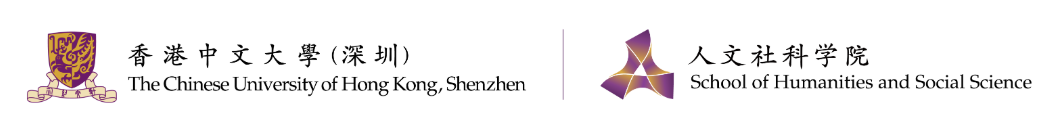 香港中文大學(深圳)
The Chinese University of Hong Kong, Shenzhen
人文社科学院
School of Humanities and Social Science